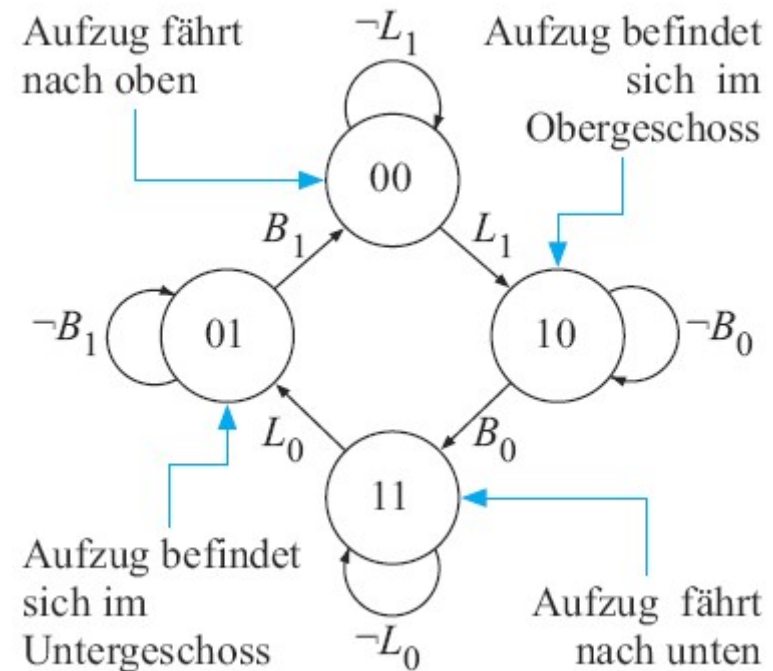 Aufzug fährt
nach oben
¬L1
Aufzug befindet
sich im
Obergeschoss
00
B1
L1
¬B1
01
10
¬B0
L0
B0
11
Aufzug befindet
sich im
Untergeschoss
¬L0
Aufzug fährt
nach unten